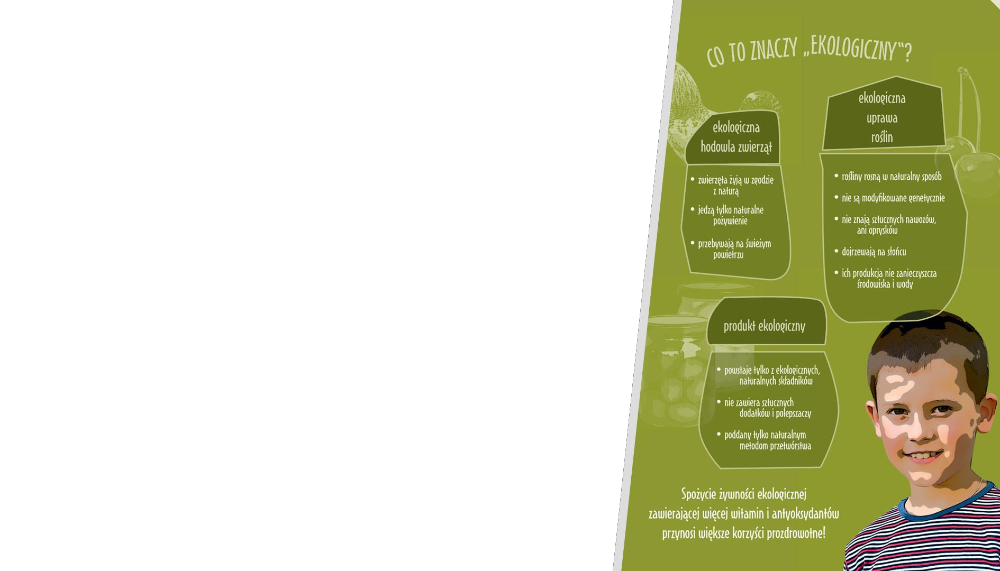 CO TO ZNACZY „EKOLOGICZNY“?
ekologiczna
hodowla zwierząt
• zwierzęta żyją w zgodzie
z naturą
• jedzą tylko naturalne
pożywienie
• przebywają na świeżym
powietrzu
ekologiczna
uprawa
roślin
• rośliny rosną w naturalny sposób
• nie są modyfikowane genetycznie
• nie znają sztucznych nawozów,
ani oprysków
• dojrzewają na słońcu
• ich produkcja nie zanieczyszcza
środowiska i wody
produkt ekologiczny
• powstaje tylko z ekologicznych,
naturalnych składników
• nie zawiera sztucznych
dodatków i polepszaczy
• poddany tylko naturalnym
metodom przetwórstwa
Spożycie żywności ekologicznej
zawierającej więcej witamin i antyoksydantów
przynosi większe korzyści prozdrowotne!